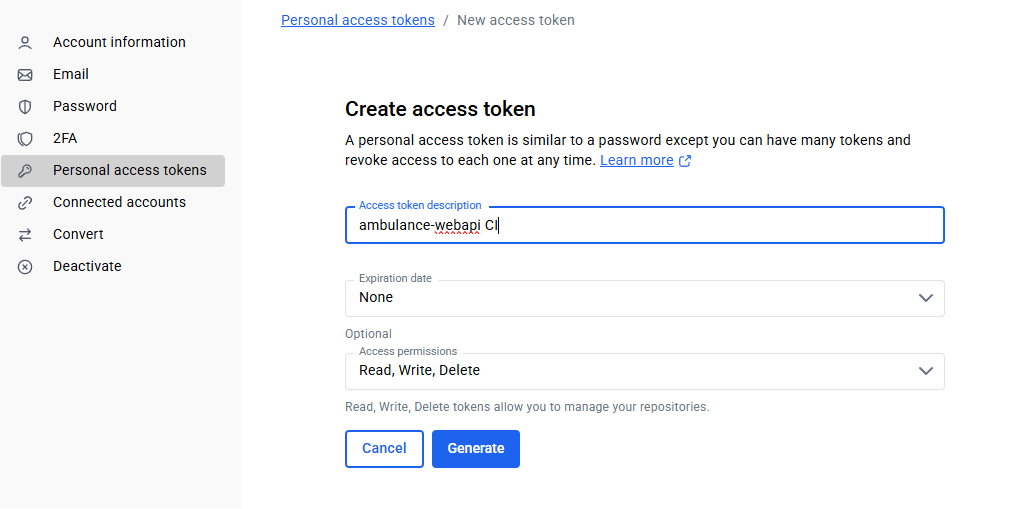 Personal access tokens / New access token
Account information
Email
Password
2FA
Personal access tokens
Connected accounts
Convert
Deactivate
Create access token
A personal access token is similar to a password except you can have many tokens and
revoke access to each one at any time. Learn more
Access token description
ambulance-webapi CI
Expiration date
None
Optional
Access permissions
Read, Write, Delete
Read, Write, Delete tokens allow you to manage your repositories.
Cancel
Generate